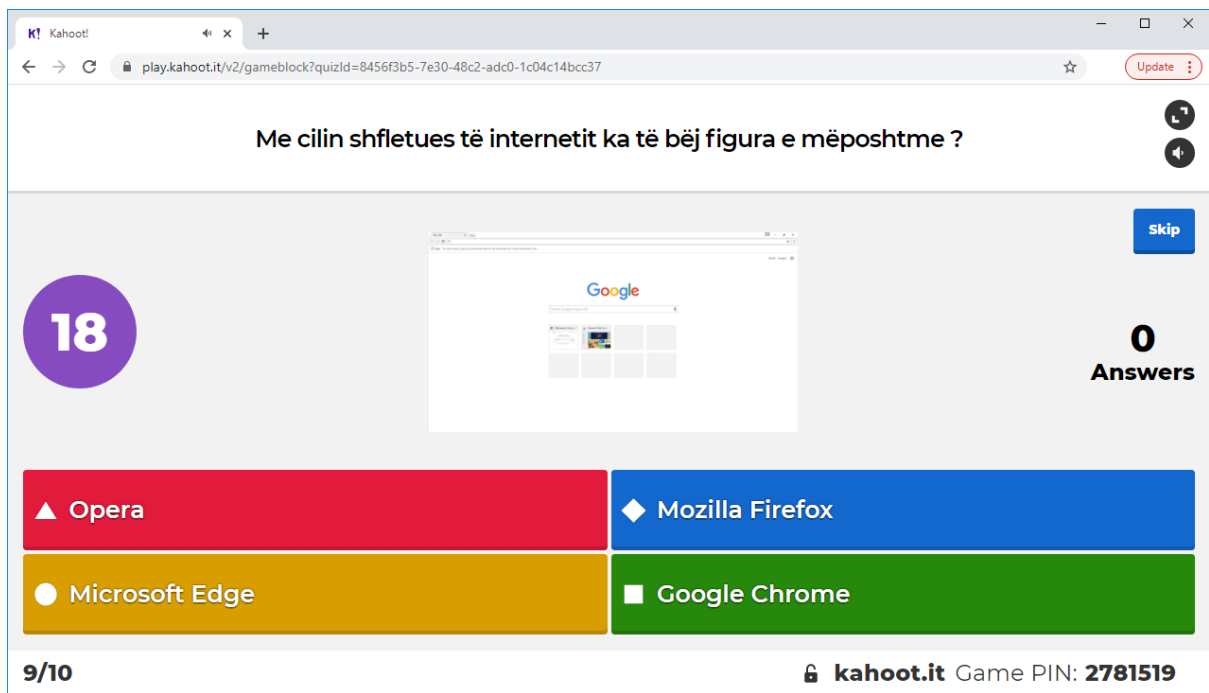 K! Kahoot!
play.kahoot.it/v2/gameblock?quizId=8456f3b5-7e30-48c2-adc0-1c04c14bcc37
Update
Me cilin shfletues të internetit ka të bëj figura e mëposhtme ?
Skip
18
Google
0
Answers
Opera
Mozilla Firefox
Microsoft Edge
Google Chrome
9/10
kahoot.it Game PIN: 2781519